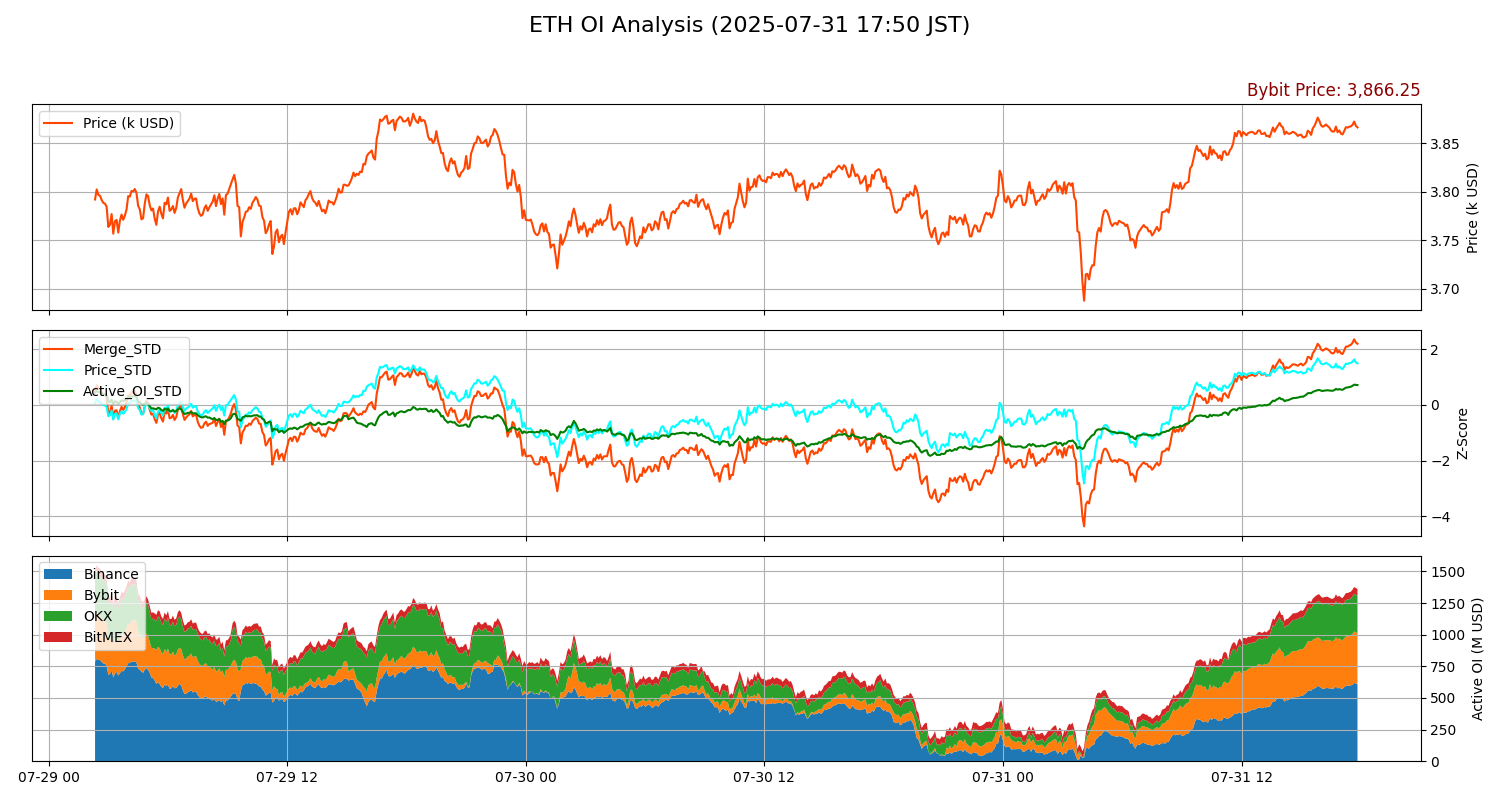 ETH OI Analysis (2025-07-31 17:50 JST)
Bybit Price: 3,866.25
Price (k USD)
3.85
3.80
3.75
3.70
Price (k USD)
Merge_STD
Price_STD
Active_OI_STD
2
0
−2
−4
Z-Score
Binance
Bybit
OKX
BitMEX
1500
1250
1000
750
500
250
0
Active OI (M USD)
07-29 00
07-29 12
07-30 00
07-30 12
07-31 00
07-31 12